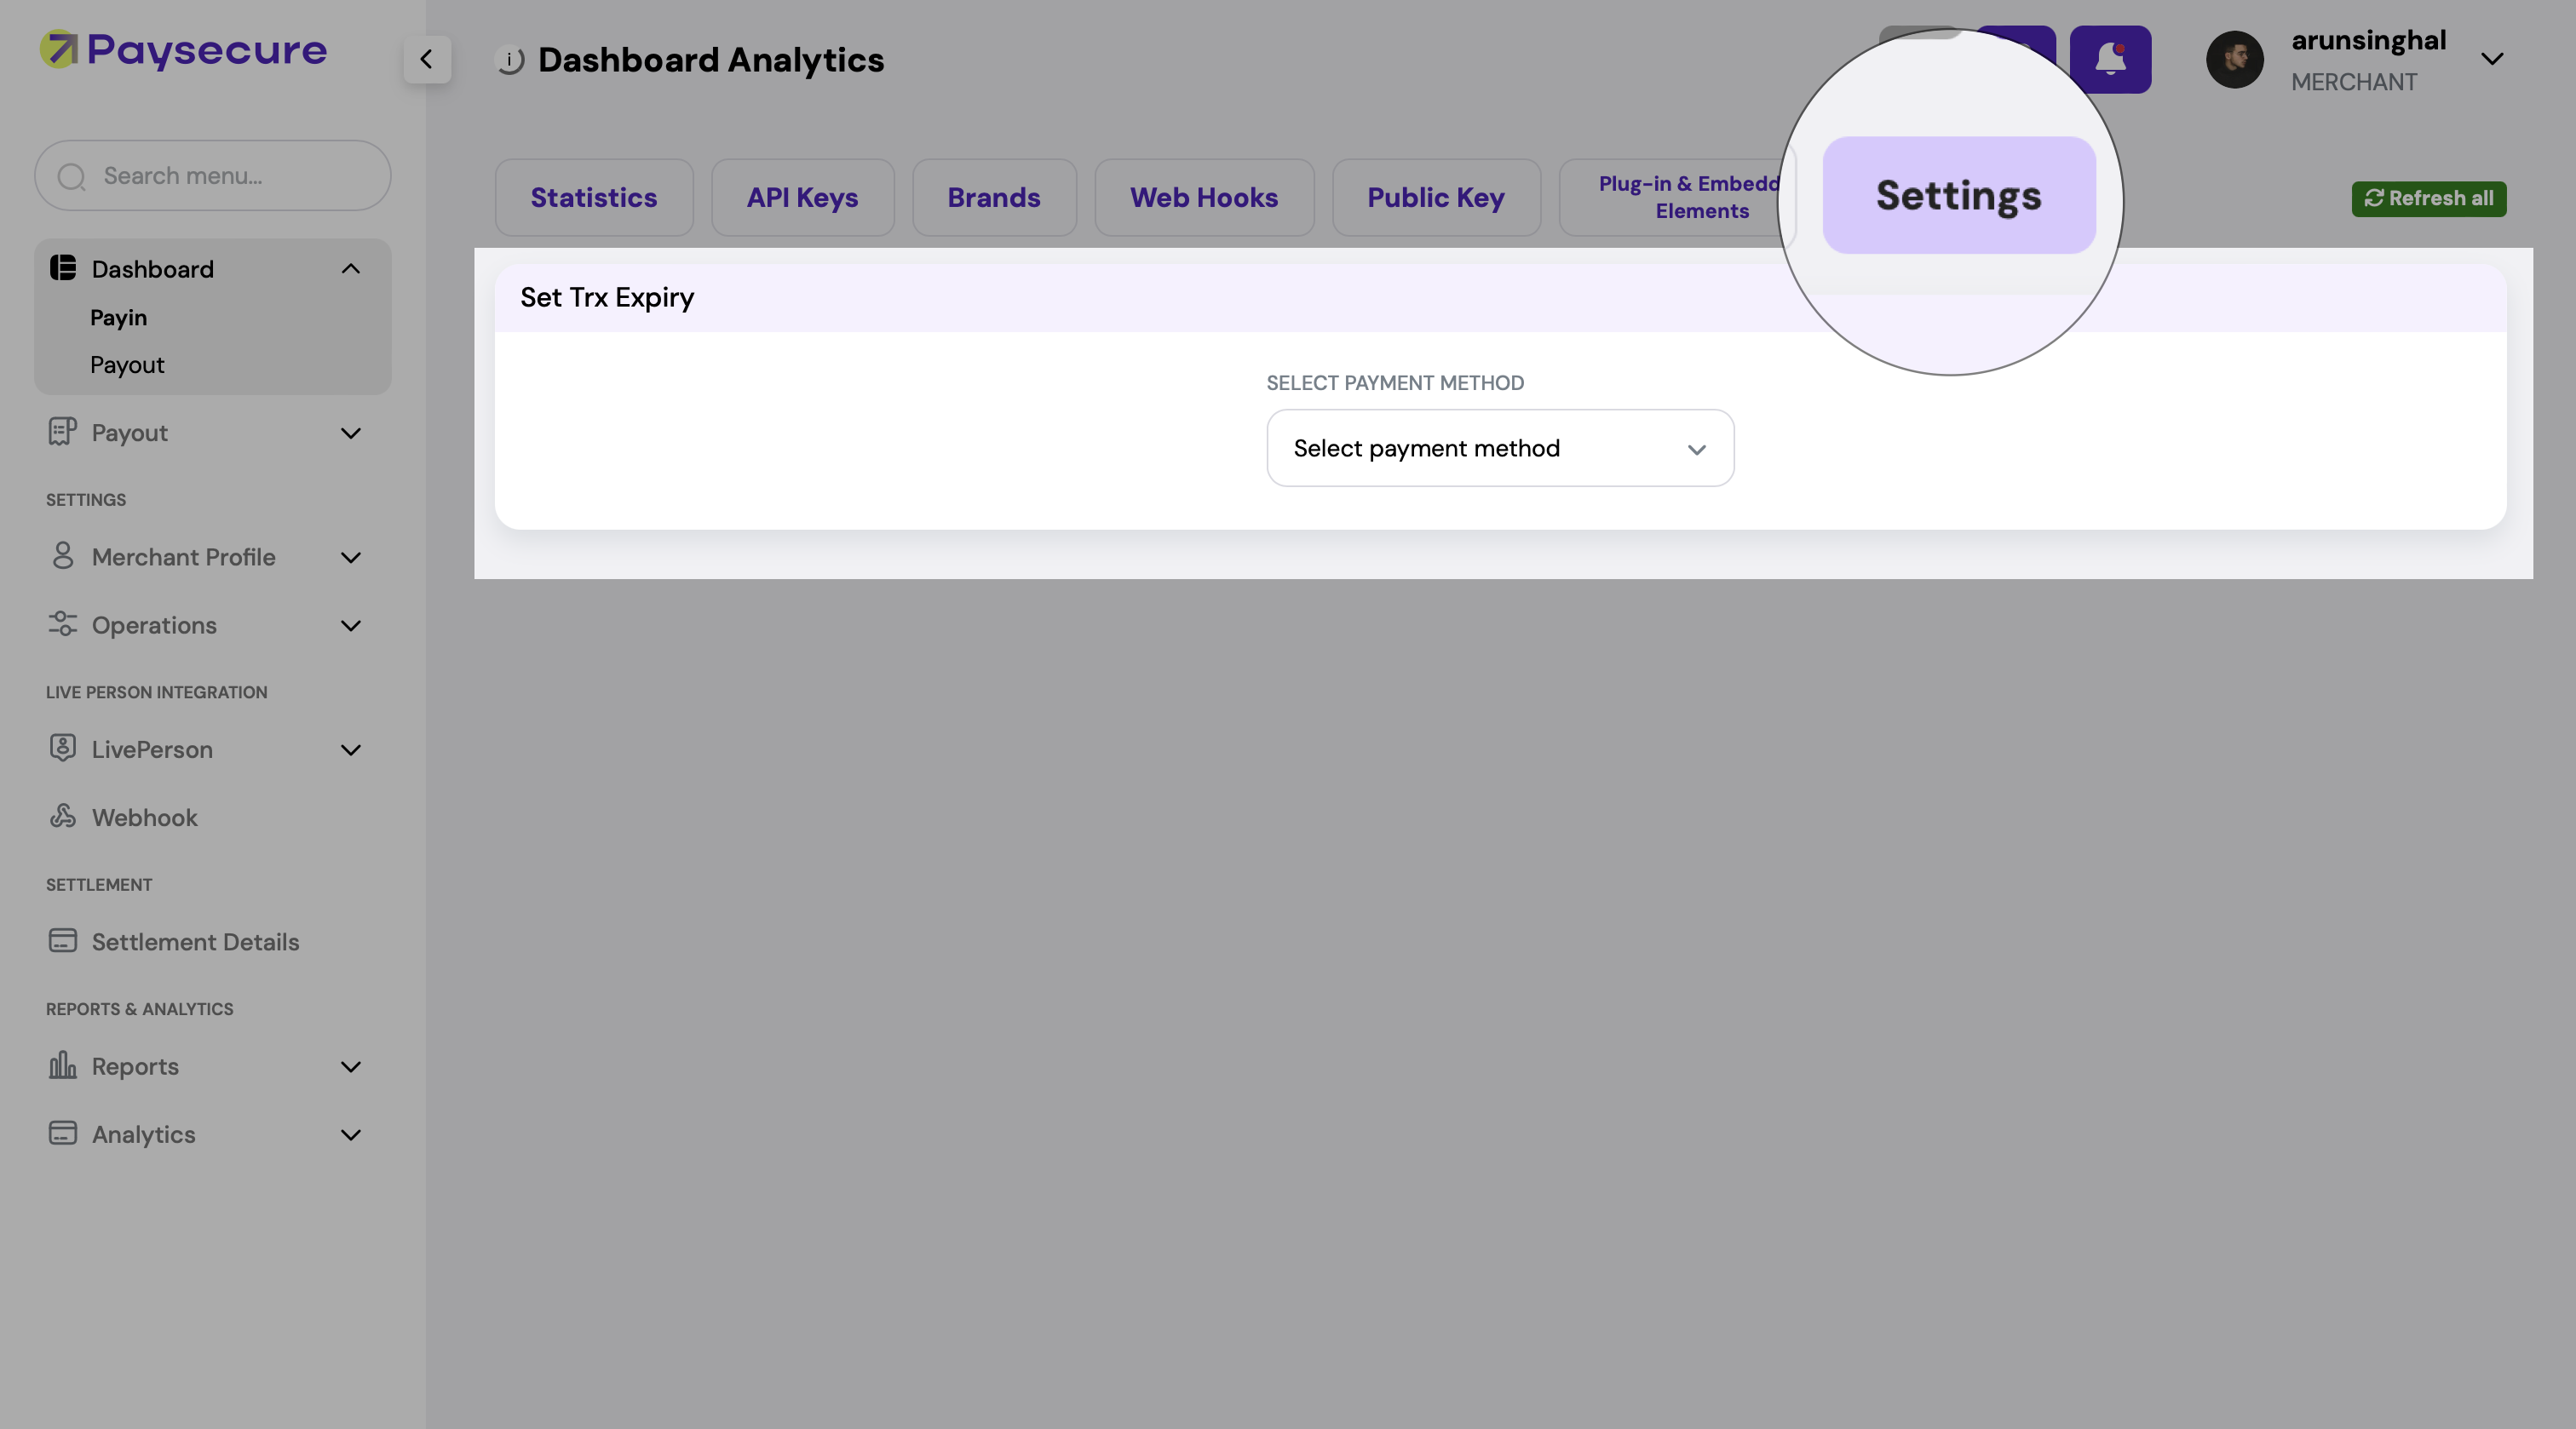 Paysecure
Dashboard Analytics
arunsinghal
MERCHANT
Search menu...
Statistics
API Keys
Brands
Web Hooks
Public Key
Plug-in &
Elements
Settings
Refresh all
Dashboard
Payin
Payout
Payout
SETTINGS
Merchant Profile
Operations
LIVE PERSON INTEGRATION
LivePerson
Webhook
SETTLEMENT
Settlement Details
REPORTS & ANALYTICS
Reports
Analytics
Set Trx Expiry
SELECT PAYMENT METHOD
Select payment method